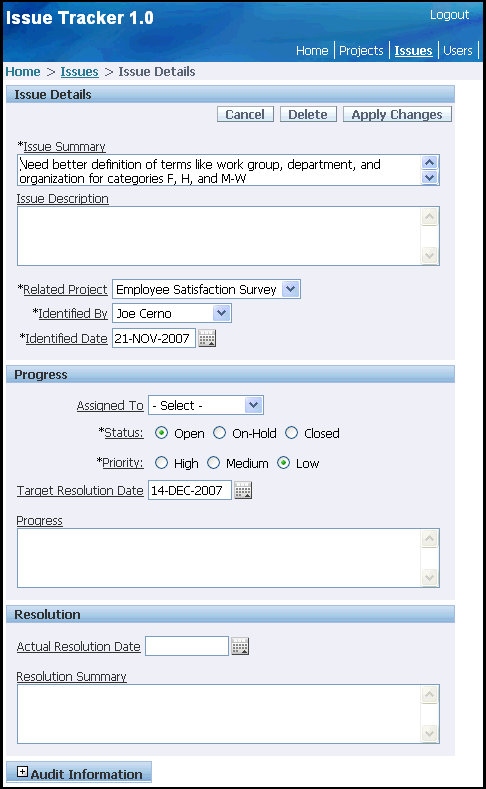 Issue Tracker 1.0
Logout
Home Projects Issues Users
Home > Issues > Issue Details
Issue Details
Cancel Delete Apply Changes
*Issue Summary
Need better definition of terms like work group, department, and
organization for categories F, H, and M-W
Issue Description
*Related Project Employee Satisfaction Survey
*Identified By Joe Cerno
*Identified Date 21-NOV-2007
Progress
Assigned To - Select -
*Status: Open On-Hold Closed
*Priority: High Medium Low
Target Resolution Date 14-DEC-2007
Progress
Resolution
Actual Resolution Date
Resolution Summary
Audit Information